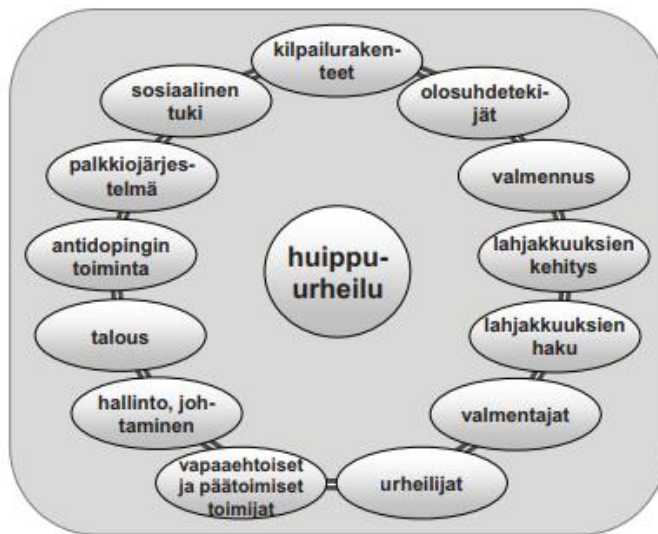 kilpailuraken-
teet
olosuhdeteki-
jät
valmennus
lahjakkuuksien
kehitys
lahjakkuuksien
haku
valmentajat
urheilijat
vapaaehtoiset
ja päätoimiset
toimijat
hallinto, joh-
taminen
talous
antidopingin
toiminta
palkkiojärjes-
telmä
sosiaalinen
tuki
huippu-
urheilu